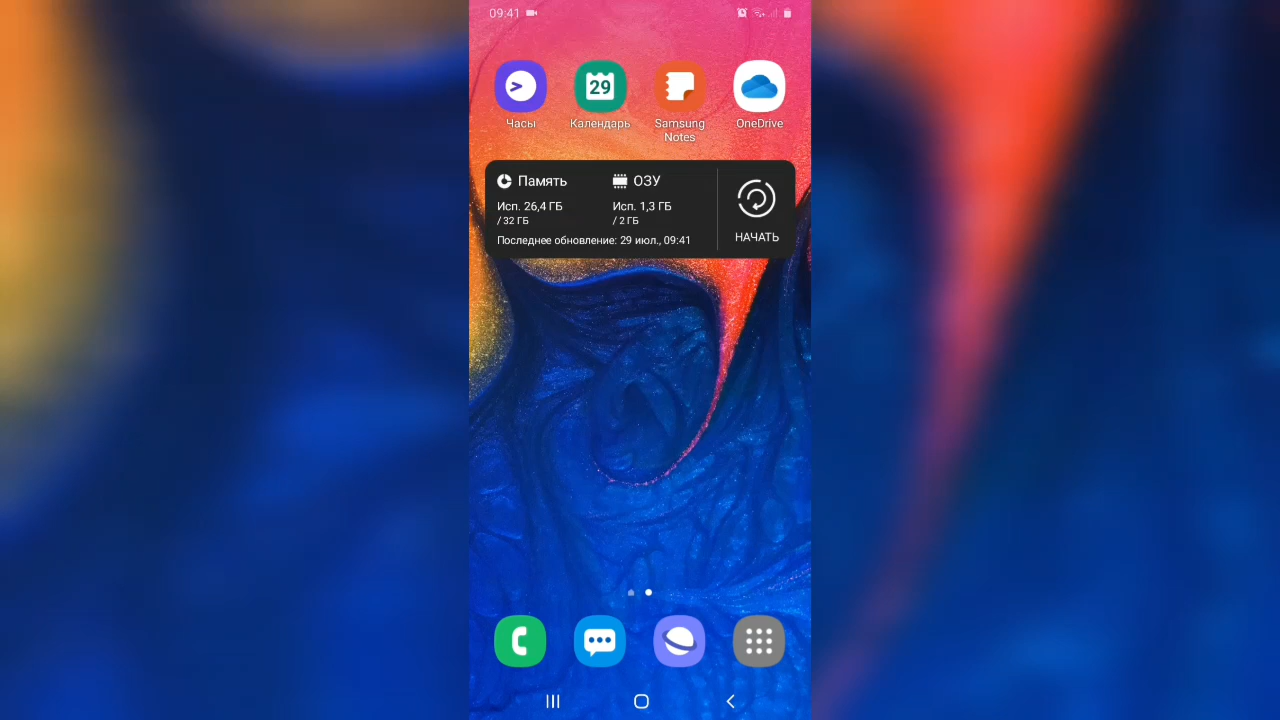 09:41
29
Часы
Календарь
Samsung
Notes
OneDrive
Память
ОЗУ
Исп. 26,4 ГБ
/ 32 ГБ
Исп. 1,3 ГБ
/ 2 ГБ
Последнее обновление: 29 июл., 09:41
НАЧАТЬ